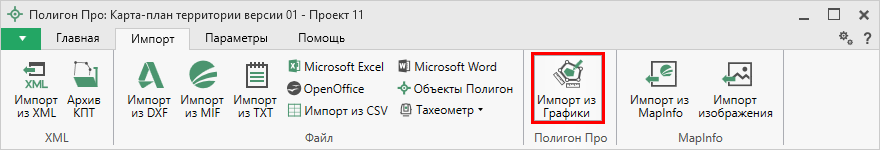 Полигон Про: Карта-план территории версии 01 - Проект 11
Главная Импорт Параметры Помощь
?
XML
Импорт из XML
Архив КПТ
XML
Импорт из DXF
Импорт из MIF
Импорт из TXT
Microsoft Excel
OpenOffice
Импорт из CSV
Microsoft Word
Объекты Полигон
Тахеометр
Файл
Импорт из Графики
Полигон Про
Импорт из MapInfo
Импорт изображения
MapInfo